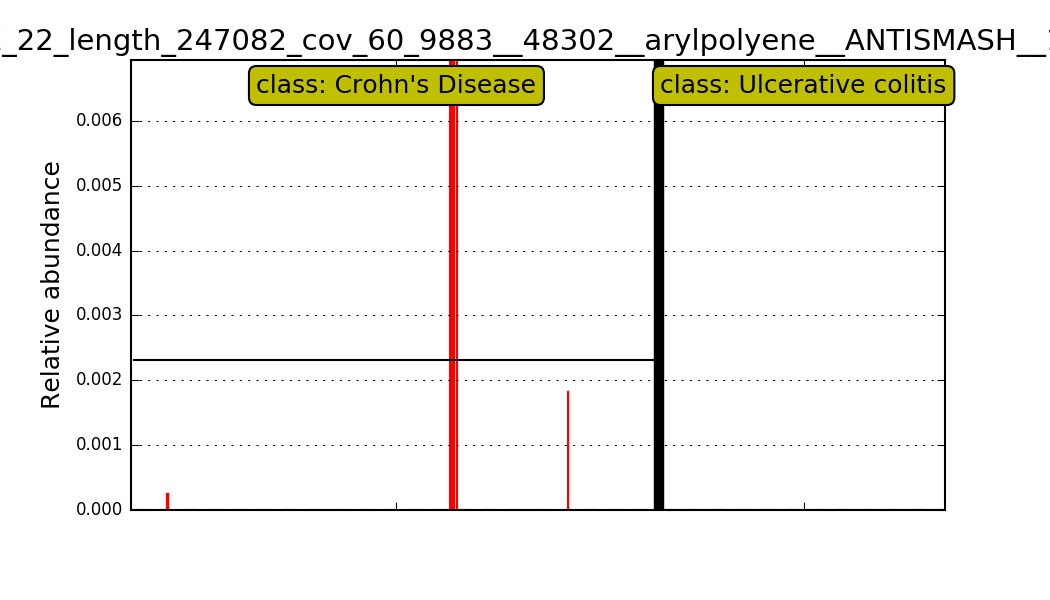 _22_length_247082_cov_60_9883__48302__arylpolyene__ANTISMASH__
class: Crohn's Disease
class: Ulcerative colitis
Relative abundance
0.006
0.005
0.004
0.003
0.002
0.001
0.000